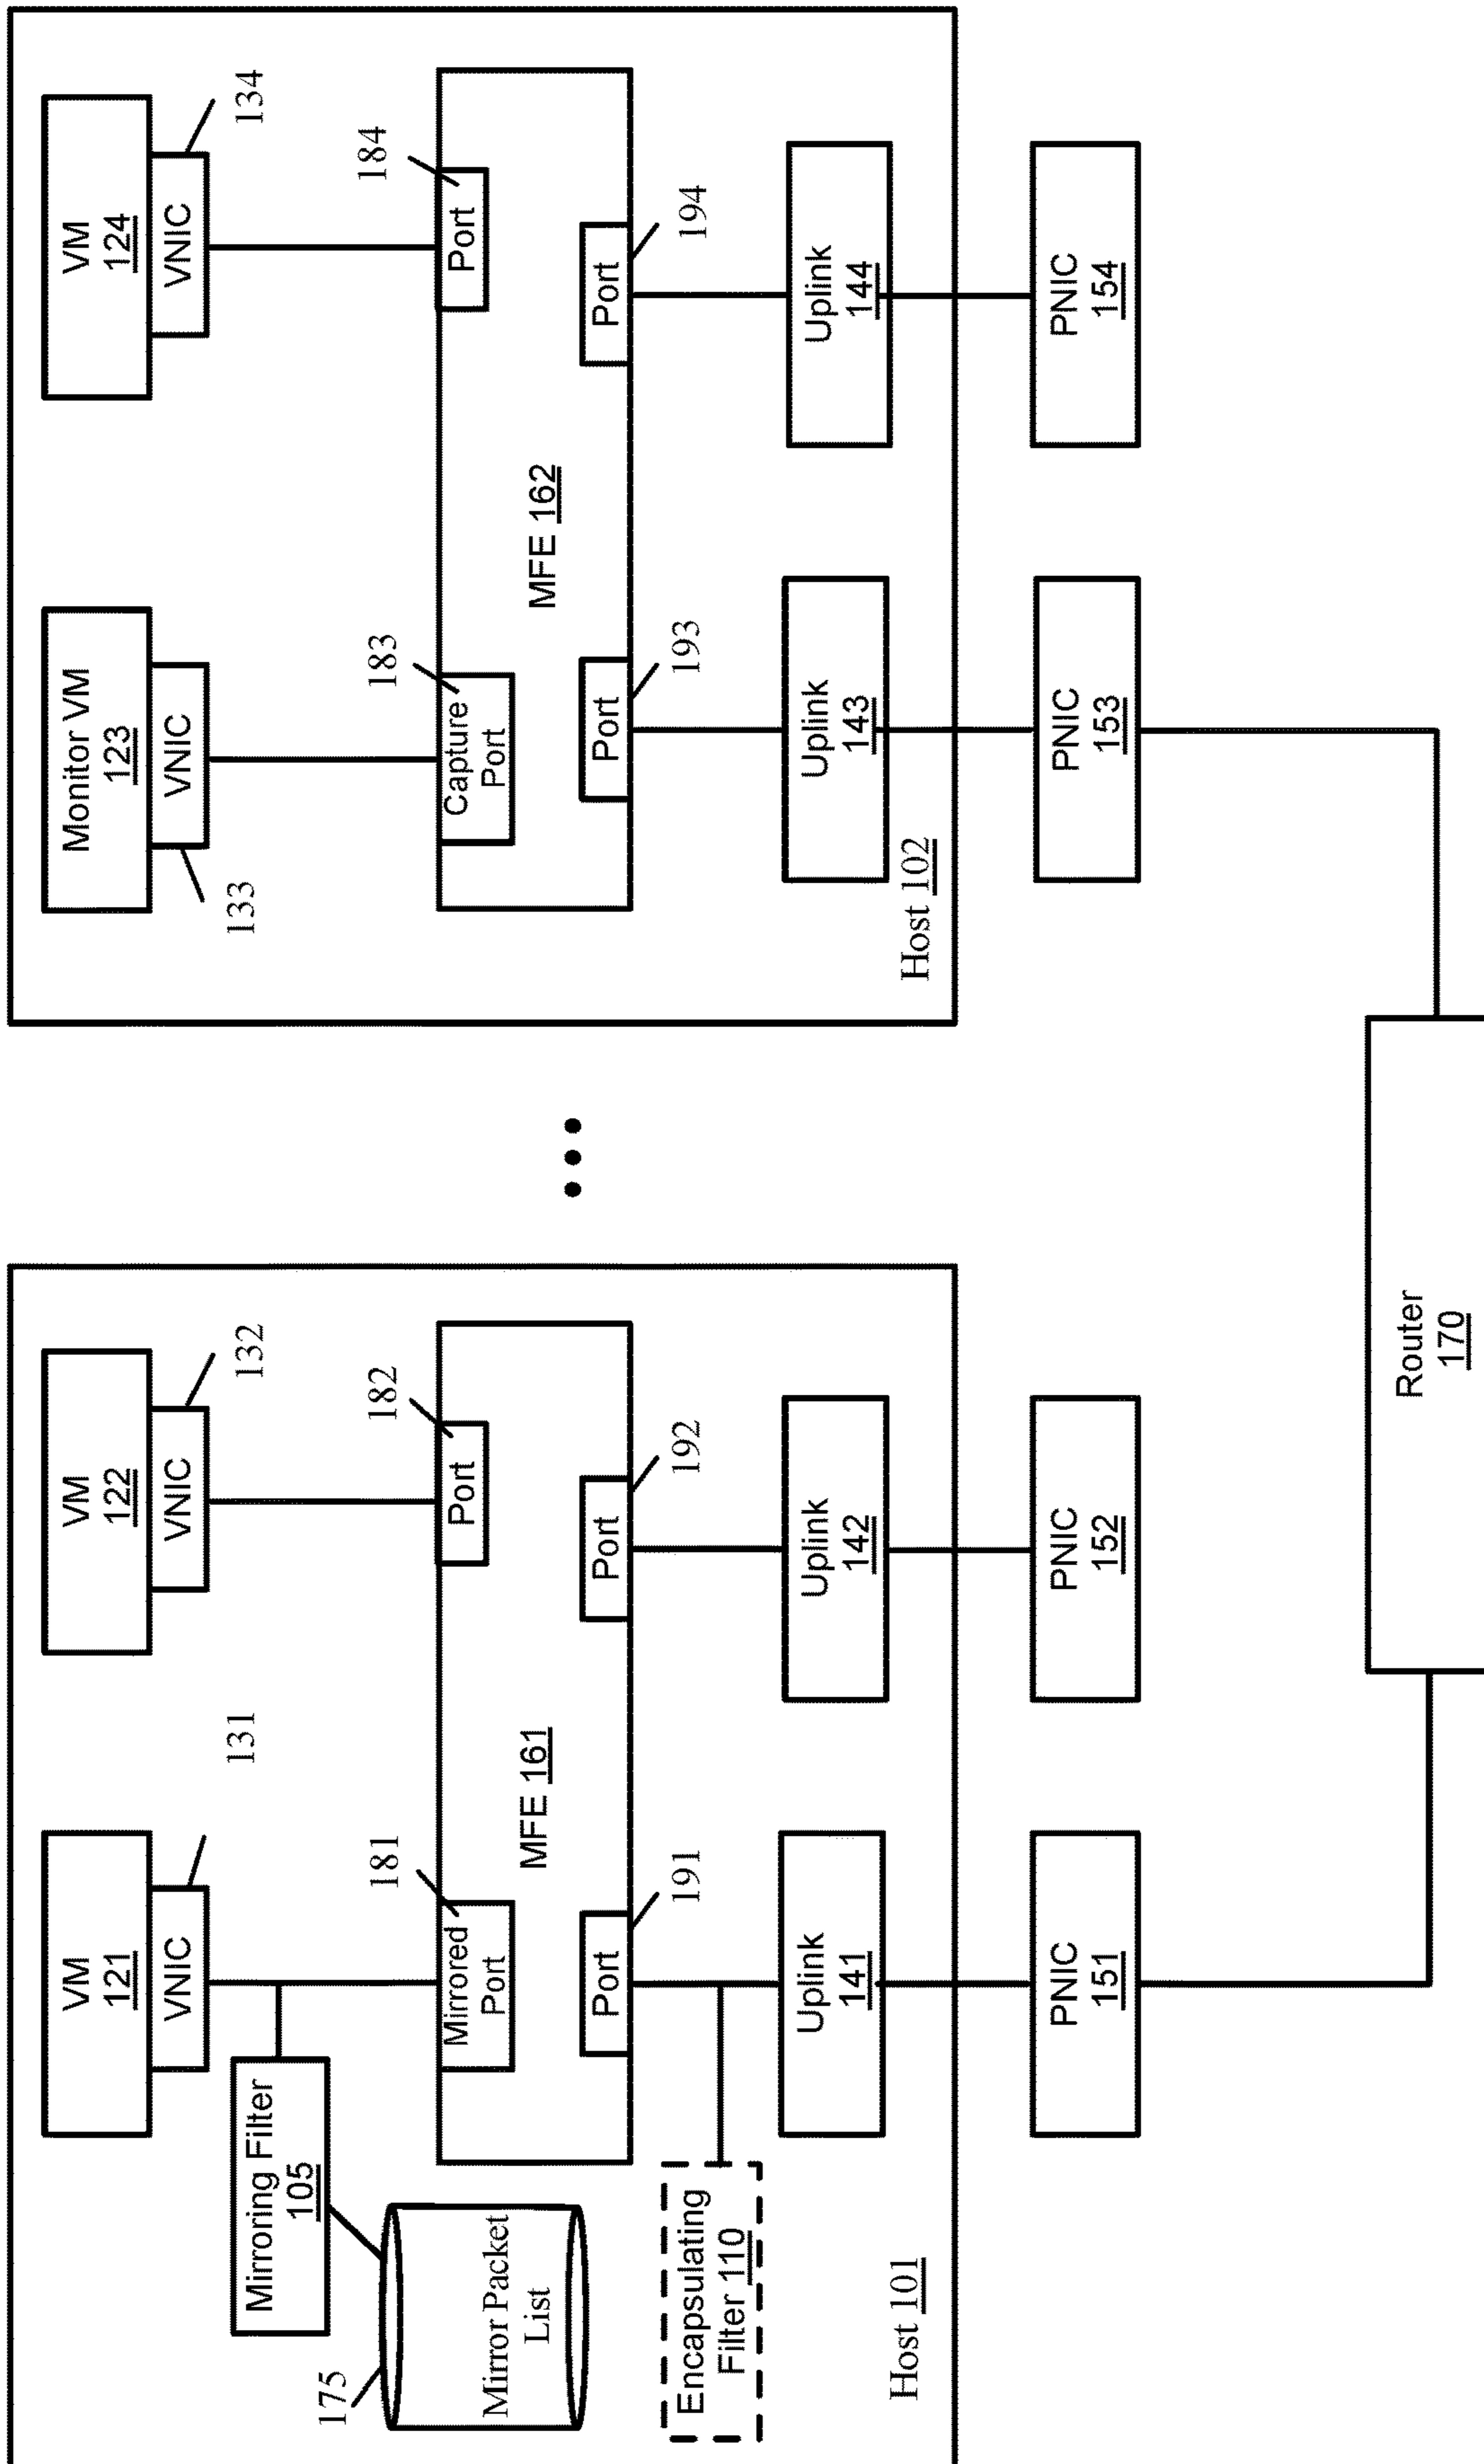 VM
121
VNIC
131
VM
122
VNIC
132
Mirroring Filter
105
175
Mirror Packet
List
Mirrored
Port
181
Port
182
MFE 161
Port
191
Port
192
Encapsulating
Filter 110
Uplink
141
Uplink
142
Host 101
PNIC
151
PNIC
152
Monitor VM
123
VNIC
133
VM
124
VNIC
134
Capture
Port
183
Port
184
MFE 162
Port
193
Port
194
Uplink
143
Uplink
144
Host 102
PNIC
153
PNIC
154
Router
170